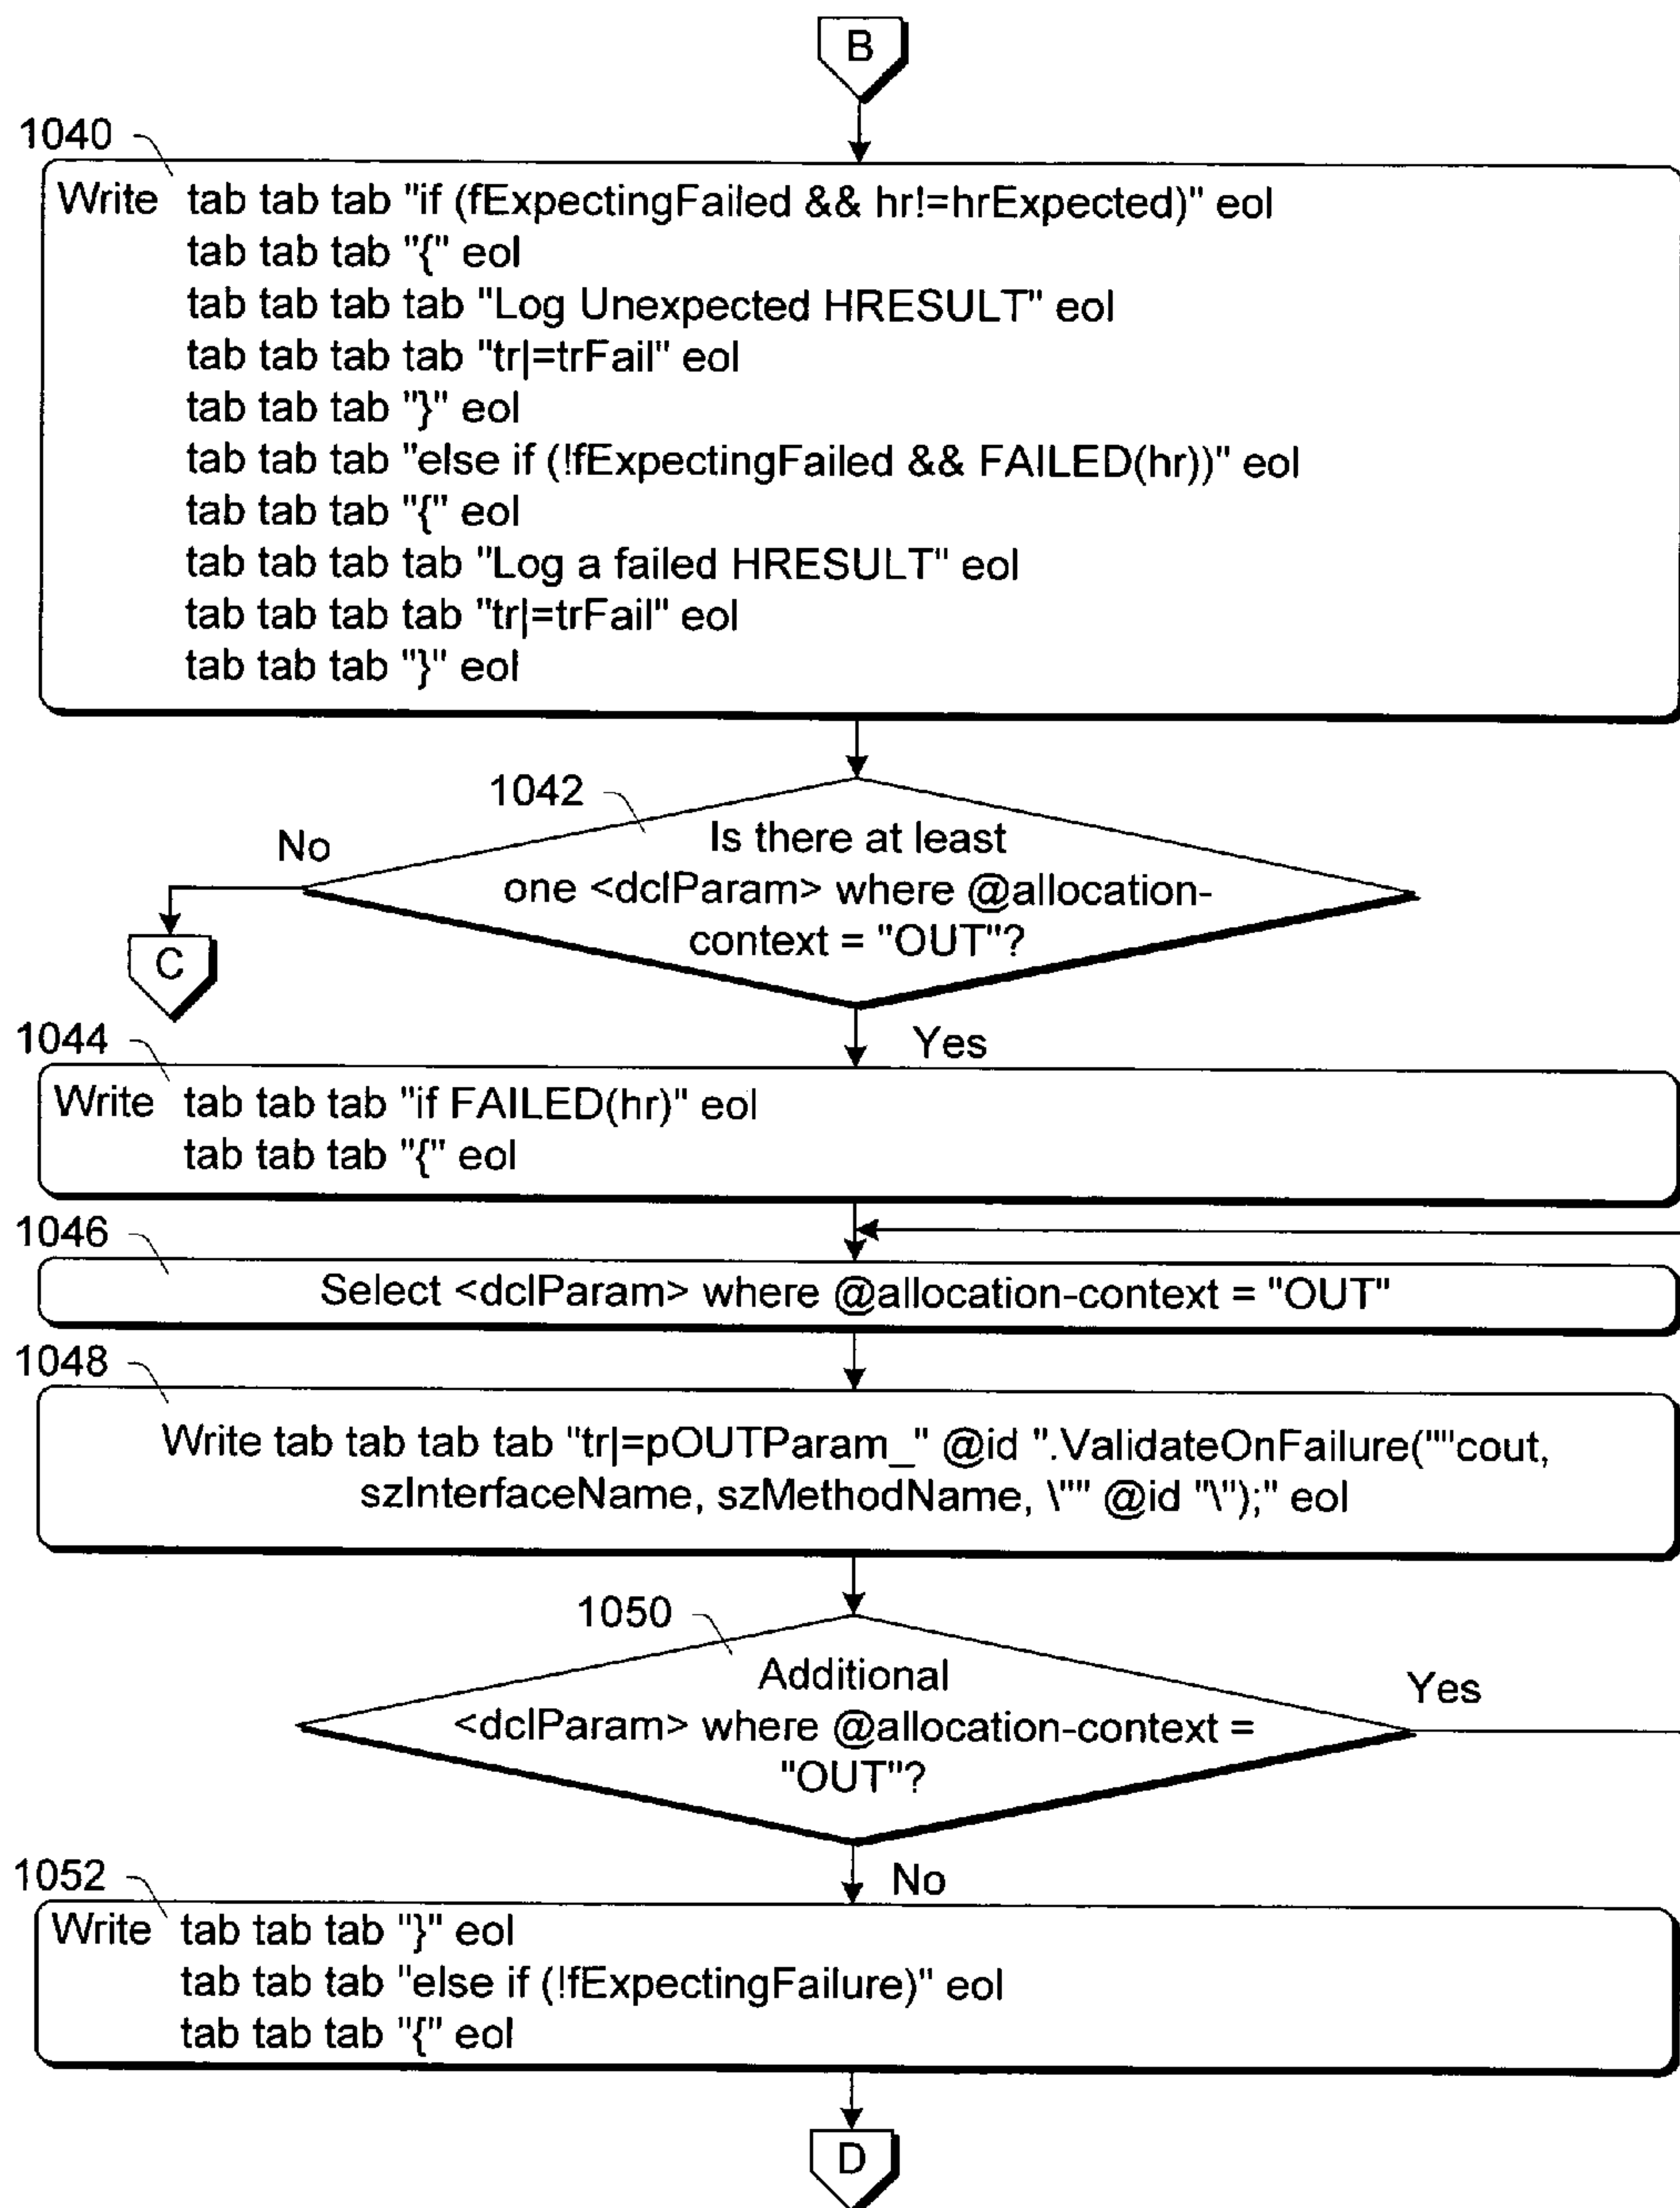 B
1040
Write tab tab tab "if (fExpectingFailed && hr!=hrExpected)" eol
tab tab tab "{" eol
tab tab tab tab "Log Unexpected HRESULT" eol
tab tab tab tab "tr|=trFail" eol
tab tab tab "}" eol
tab tab tab "else if (!fExpectingFailed && FAILED(hr))" eol
tab tab tab "{" eol
tab tab tab tab "Log a failed HRESULT" eol
tab tab tab tab "tr|=trFail" eol
tab tab tab "}" eol
1042
Is there at least
No
one <dclParam> where @allocation-
context = "OUT"?
C
Yes
1044
Write tab tab tab "if FAILED(hr)" eol
tab tab tab "{" eol
1046
Select <dclParam> where @allocation-context = "OUT"
1048
Write tab tab tab tab "tr|=pOUTParam_" @id ".ValidateOnFailure(""cout,
szInterfaceName, szMethodName, \"" @id "\");" eol
1050
Additional
Yes
<dclParam> where @allocation-context =
"OUT"?
No
1052
Write tab tab tab "}" eol
tab tab tab "else if (!fExpectingFailure)" eol
tab tab tab "{" eol
D